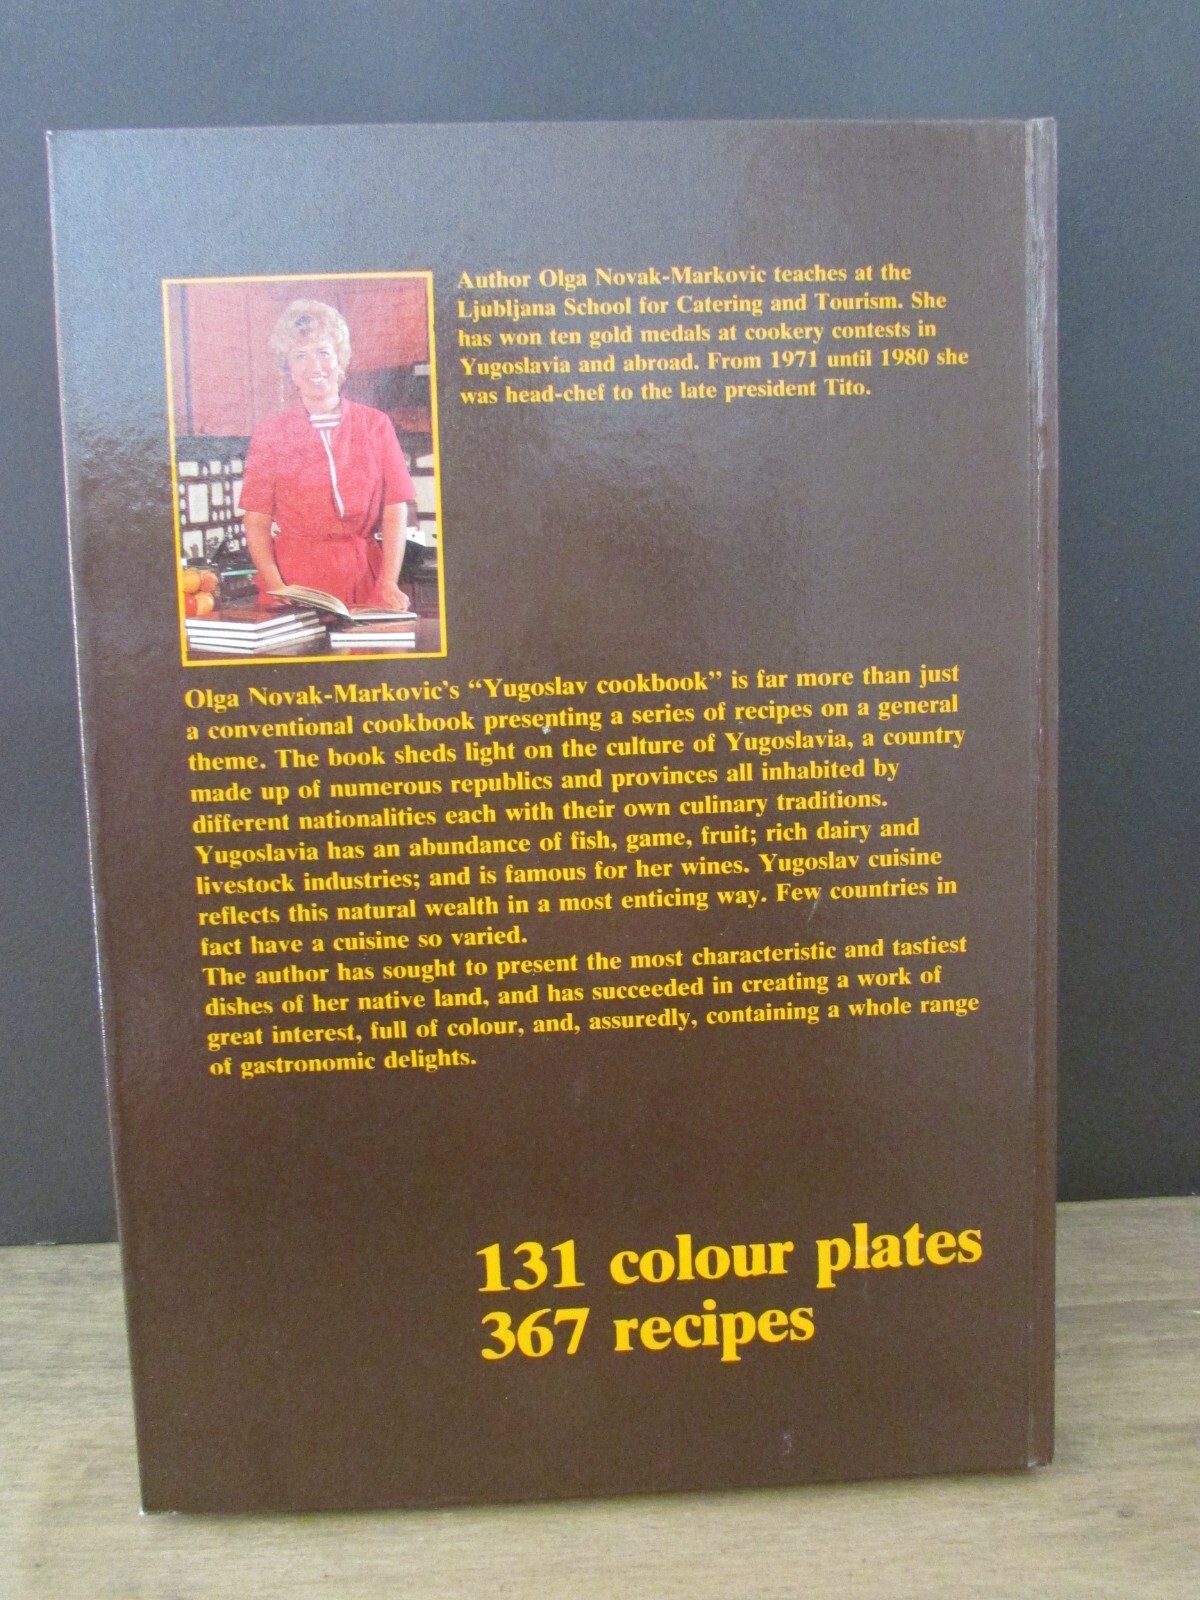 Author Olga Novak-Markovic teaches at the
Ljubljana School for Catering and Tourism. She
has won ten gold medals at cookery contests in
Yugoslavia and abroad. From 1971 until 1980 she
was head-chef to the late president Tito.
Olga Novak-Markovic's “Yugoslav cookbook” is far more than just
a conventional cookbook presenting a series of recipes on a general
theme. The book sheds light on the culture of Yugoslavia, a country
made up of numerous republics and provinces all inhabited by
different nationalities each with their own culinary traditions.
Yugoslavia has an abundance of fish, game, fruit; rich dairy and
livestock industries; and is famous for her wines. Yugoslav cuisine
reflects this natural wealth in a most enticing way. Few countries in
fact have a cuisine so varied.
The author has sought to present the most characteristic and tastiest
dishes of her native land, and has succeeded in creating a work of
great interest, full of colour, and, assuredly, containing a whole range
of gastronomic delights.
131 colour plates
367 recipes